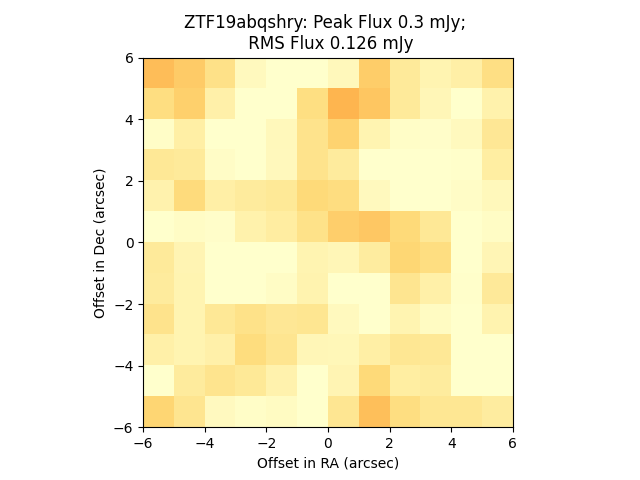 ZTF19abqshry: Peak Flux 0.3 mJy;
RMS Flux 0.126 mJy
6
4
2
0
−2
−4
−6
Offset in Dec (arcsec)
−6 −4 −2 0 2 4 6
Offset in RA (arcsec)